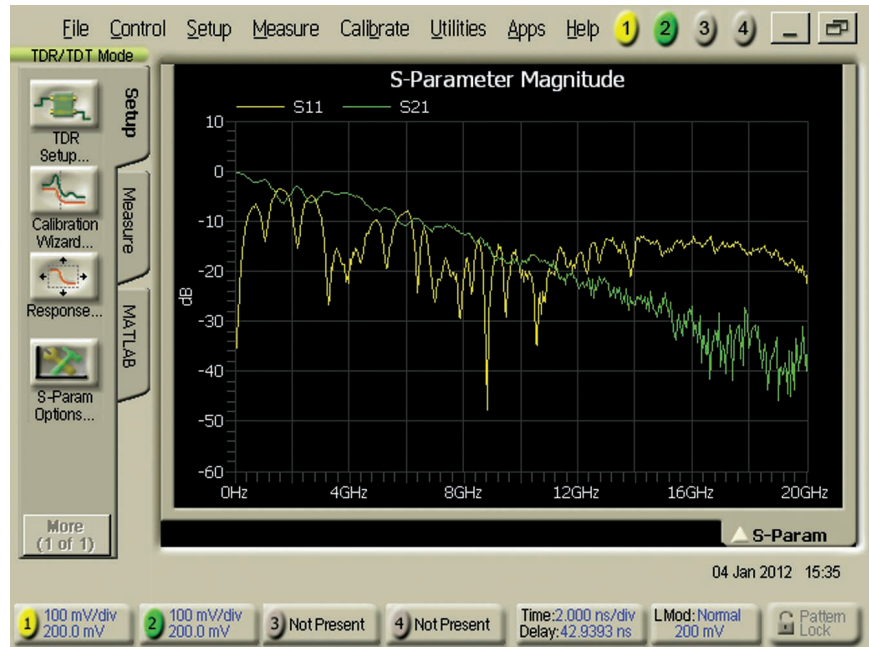 File Control Setup Measure Calibrate Utilities Apps Help 1 2 3 4
TDR/TDT Mode
Setup
Measure
MATLAB
TDR
Setup...
Calibration
Wizard...
Response...
S-Param
Options...
More
(1 of 1)
S-Parameter Magnitude
S11 S21
dB
10
0
-10
-20
-30
-40
-50
-60
0Hz 4GHz 8GHz 12GHz 16GHz 20GHz
S-Param
04 Jan 2012 15:35
1 100 mV/div
200.0 mV
2 100 mV/div
200.0 mV
3 Not Present
4 Not Present
Time:2.000 ns/div
Delay:42.9393 ns
LMod: Normal
200 mV
Pattern
Lock